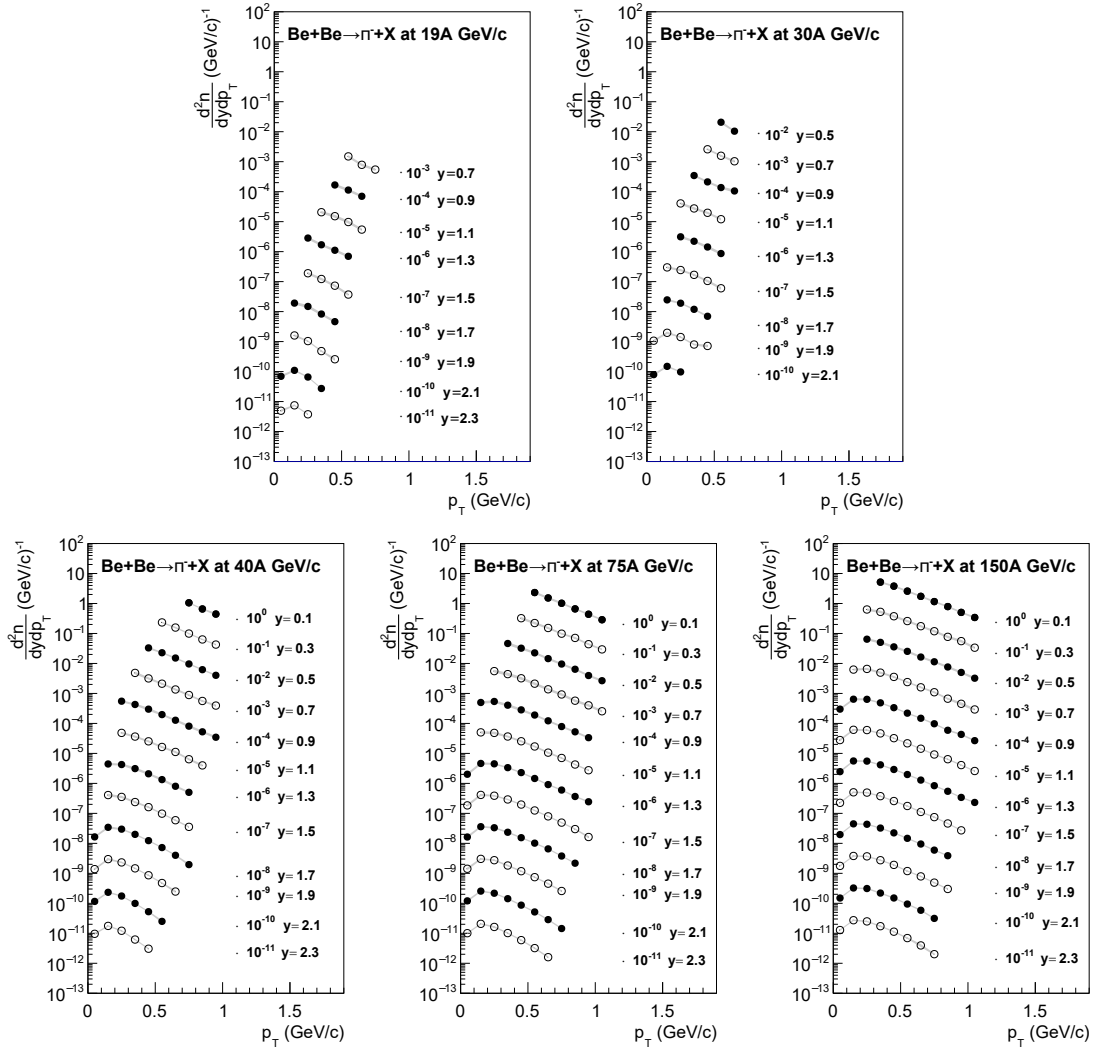 Be+Be→π⁻+X at 19A GeV/c
d²n/dydp_T (GeV/c)⁻¹
10²
10
1
10⁻¹
10⁻²
10⁻³
10⁻⁴
10⁻⁵
10⁻⁶
10⁻⁷
10⁻⁸
10⁻⁹
10⁻¹⁰
10⁻¹¹
10⁻¹²
10⁻¹³
· 10⁻³ y=0.7
· 10⁻⁴ y=0.9
· 10⁻⁵ y=1.1
· 10⁻⁶ y=1.3
· 10⁻⁷ y=1.5
· 10⁻⁸ y=1.7
· 10⁻⁹ y=1.9
· 10⁻¹⁰ y=2.1
· 10⁻¹¹ y=2.3
0 0.5 1 1.5
p_T (GeV/c)
Be+Be→π⁻+X at 30A GeV/c
d²n/dydp_T (GeV/c)⁻¹
10²
10
1
10⁻¹
10⁻²
10⁻³
10⁻⁴
10⁻⁵
10⁻⁶
10⁻⁷
10⁻⁸
10⁻⁹
10⁻¹⁰
10⁻¹¹
10⁻¹²
10⁻¹³
· 10⁻² y=0.5
· 10⁻³ y=0.7
· 10⁻⁴ y=0.9
· 10⁻⁵ y=1.1
· 10⁻⁶ y=1.3
· 10⁻⁷ y=1.5
· 10⁻⁸ y=1.7
· 10⁻⁹ y=1.9
· 10⁻¹⁰ y=2.1
0 0.5 1 1.5
p_T (GeV/c)
Be+Be→π⁻+X at 40A GeV/c
d²n/dydp_T (GeV/c)⁻¹
10²
10
1
10⁻¹
10⁻²
10⁻³
10⁻⁴
10⁻⁵
10⁻⁶
10⁻⁷
10⁻⁸
10⁻⁹
10⁻¹⁰
10⁻¹¹
10⁻¹²
10⁻¹³
· 10⁰ y=0.1
· 10⁻¹ y=0.3
· 10⁻² y=0.5
· 10⁻³ y=0.7
· 10⁻⁴ y=0.9
· 10⁻⁵ y=1.1
· 10⁻⁶ y=1.3
· 10⁻⁷ y=1.5
· 10⁻⁸ y=1.7
· 10⁻⁹ y=1.9
· 10⁻¹⁰ y=2.1
· 10⁻¹¹ y=2.3
0 0.5 1 1.5
p_T (GeV/c)
Be+Be→π⁻+X at 75A GeV/c
d²n/dydp_T (GeV/c)⁻¹
10²
10
1
10⁻¹
10⁻²
10⁻³
10⁻⁴
10⁻⁵
10⁻⁶
10⁻⁷
10⁻⁸
10⁻⁹
10⁻¹⁰
10⁻¹¹
10⁻¹²
10⁻¹³
· 10⁰ y=0.1
· 10⁻¹ y=0.3
· 10⁻² y=0.5
· 10⁻³ y=0.7
· 10⁻⁴ y=0.9
· 10⁻⁵ y=1.1
· 10⁻⁶ y=1.3
· 10⁻⁷ y=1.5
· 10⁻⁸ y=1.7
· 10⁻⁹ y=1.9
· 10⁻¹⁰ y=2.1
· 10⁻¹¹ y=2.3
0 0.5 1 1.5
p_T (GeV/c)
Be+Be→π⁻+X at 150A GeV/c
d²n/dydp_T (GeV/c)⁻¹
10²
10
1
10⁻¹
10⁻²
10⁻³
10⁻⁴
10⁻⁵
10⁻⁶
10⁻⁷
10⁻⁸
10⁻⁹
10⁻¹⁰
10⁻¹¹
10⁻¹²
10⁻¹³
· 10⁰ y=0.1
· 10⁻¹ y=0.3
· 10⁻² y=0.5
· 10⁻³ y=0.7
· 10⁻⁴ y=0.9
· 10⁻⁵ y=1.1
· 10⁻⁶ y=1.3
· 10⁻⁷ y=1.5
· 10⁻⁸ y=1.7
· 10⁻⁹ y=1.9
· 10⁻¹⁰ y=2.1
· 10⁻¹¹ y=2.3
0 0.5 1 1.5
p_T (GeV/c)